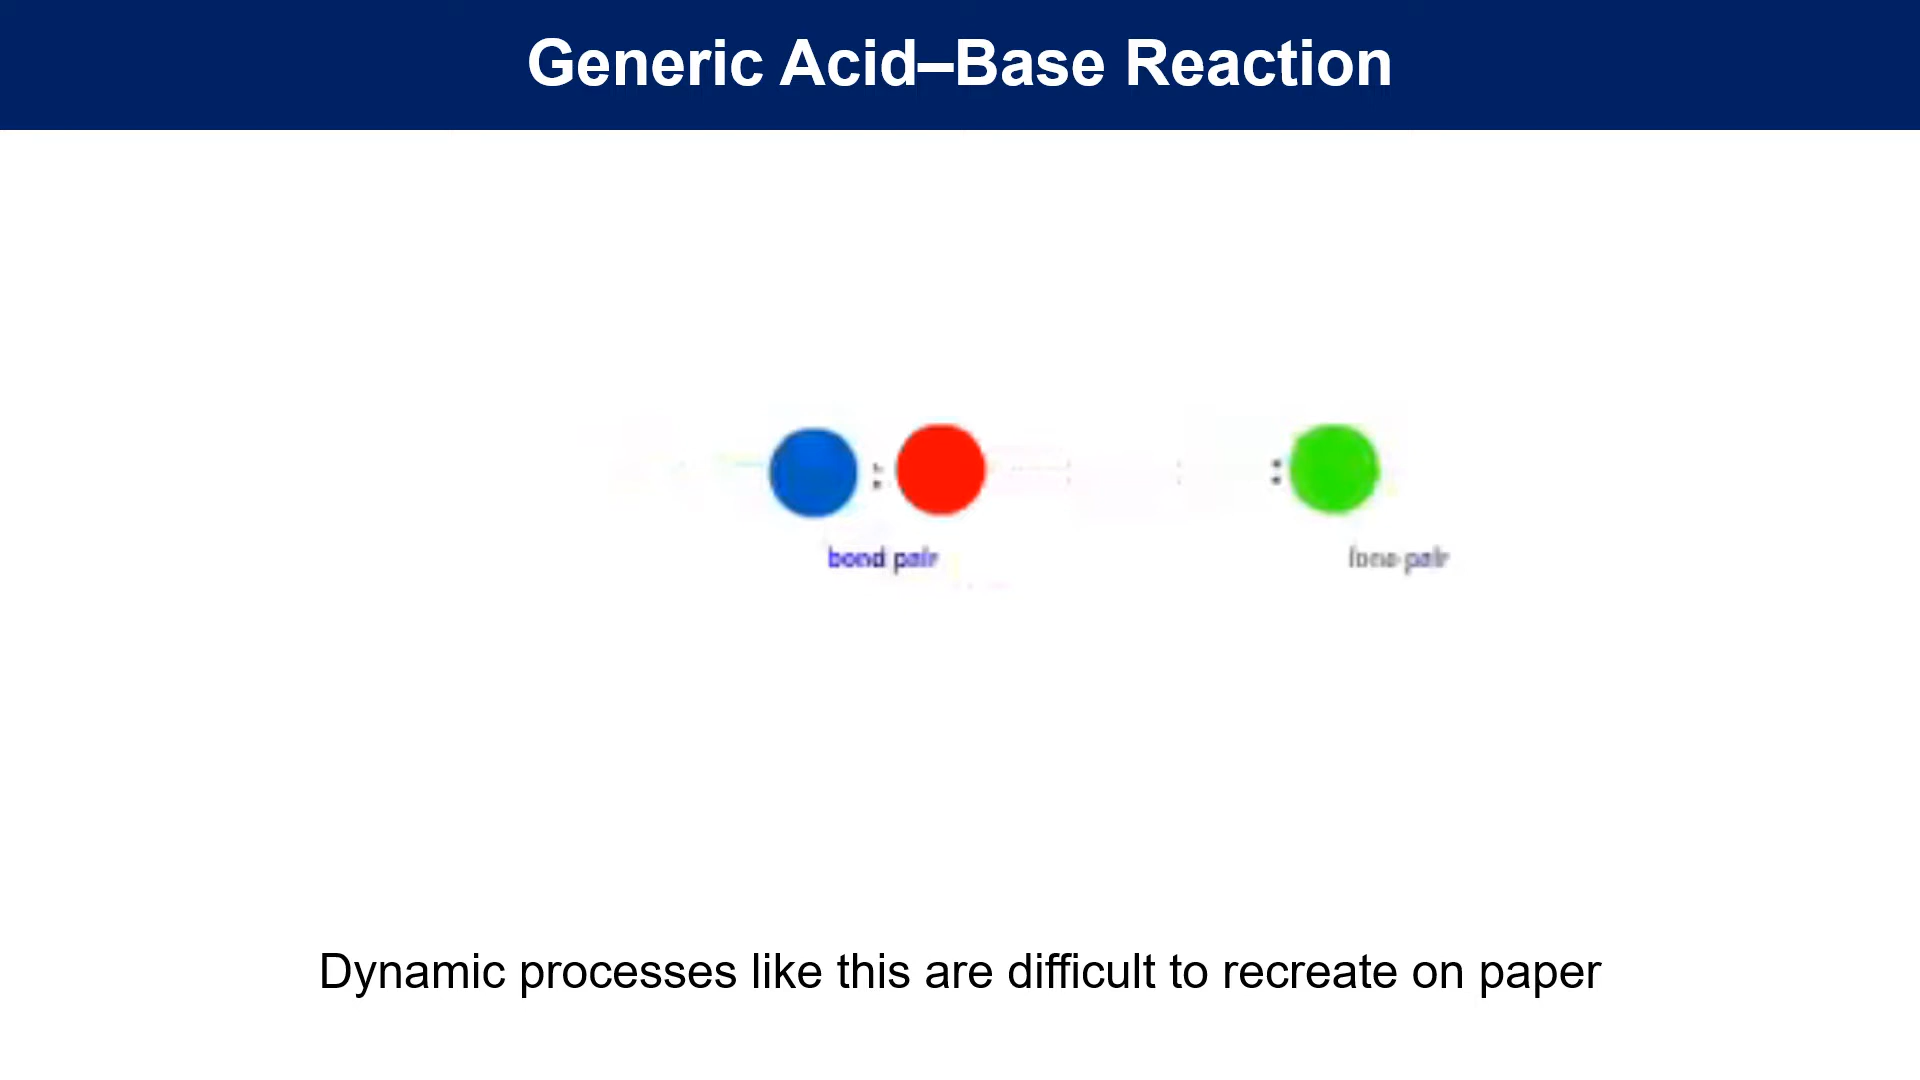 Generic Acid–Base Reaction
: :
bond pair lone pair
Dynamic processes like this are difficult to recreate on paper